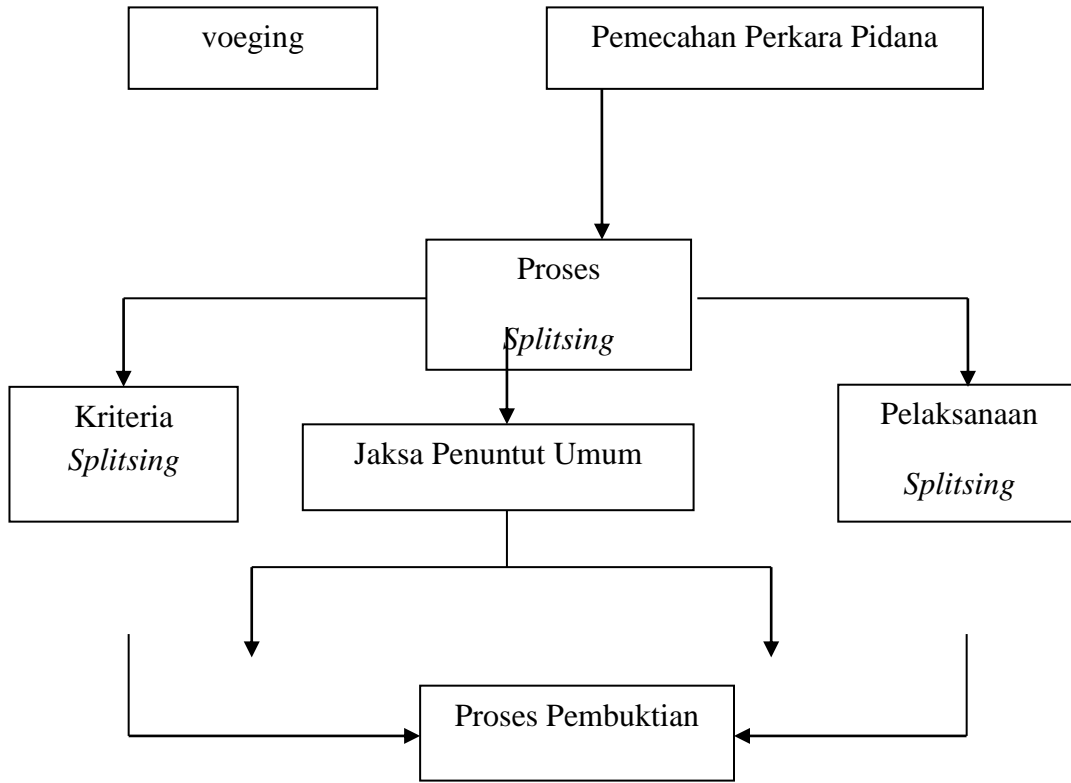 voeging
Pemecahan Perkara Pidana
Proses
Splitsing
Kriteria
Splitsing
Jaksa Penuntut Umum
Pelaksanaan
Splitsing
Proses Pembuktian